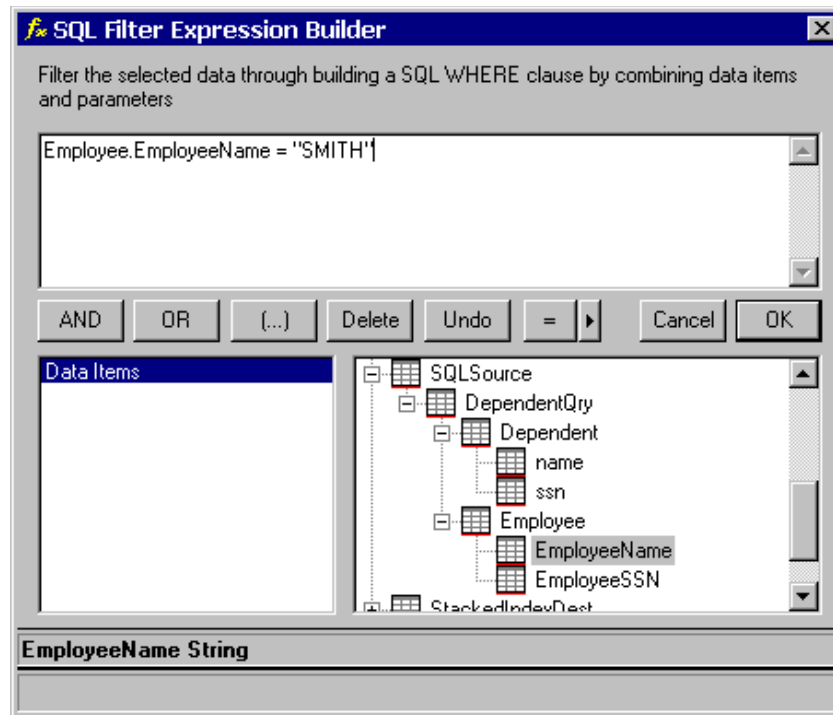 SQL Filter Expression Builder
Filter the selected data through building a SQL WHERE clause by combining data items
and parameters
Employee.EmployeeName = "SMITH"
AND OR (...) Delete Undo = Cancel OK
Data Items
SQLSource
DependentQry
Dependent
name
ssn
Employee
EmployeeName
EmployeeSSN
StackedIndexDest
EmployeeName String